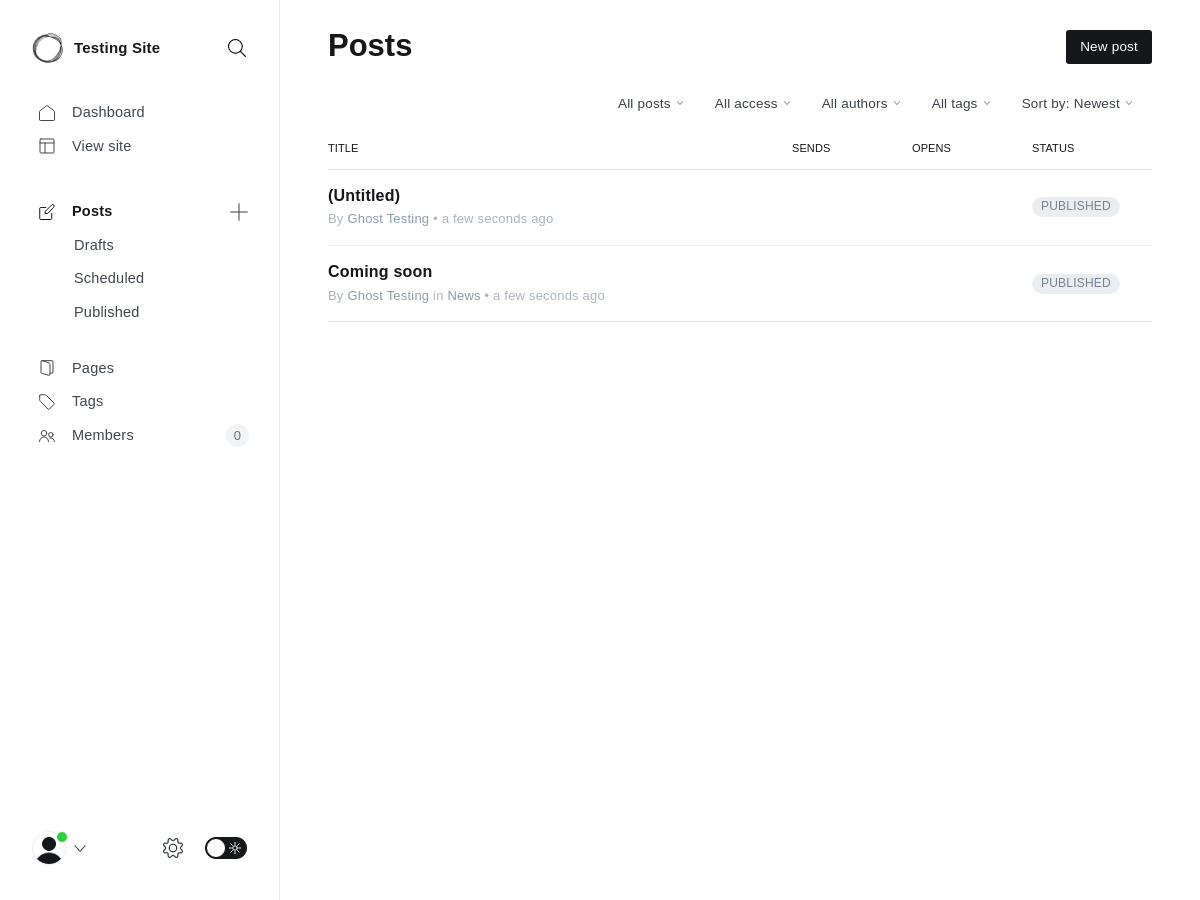 Testing Site
Dashboard
View site
Posts
Drafts
Scheduled
Published
Pages
Tags
Members 0
Posts
New post
All posts All access All authors All tags Sort by: Newest
TITLE SENDS OPENS STATUS
(Untitled)
By Ghost Testing • a few seconds ago
PUBLISHED
Coming soon
By Ghost Testing in News • a few seconds ago
PUBLISHED